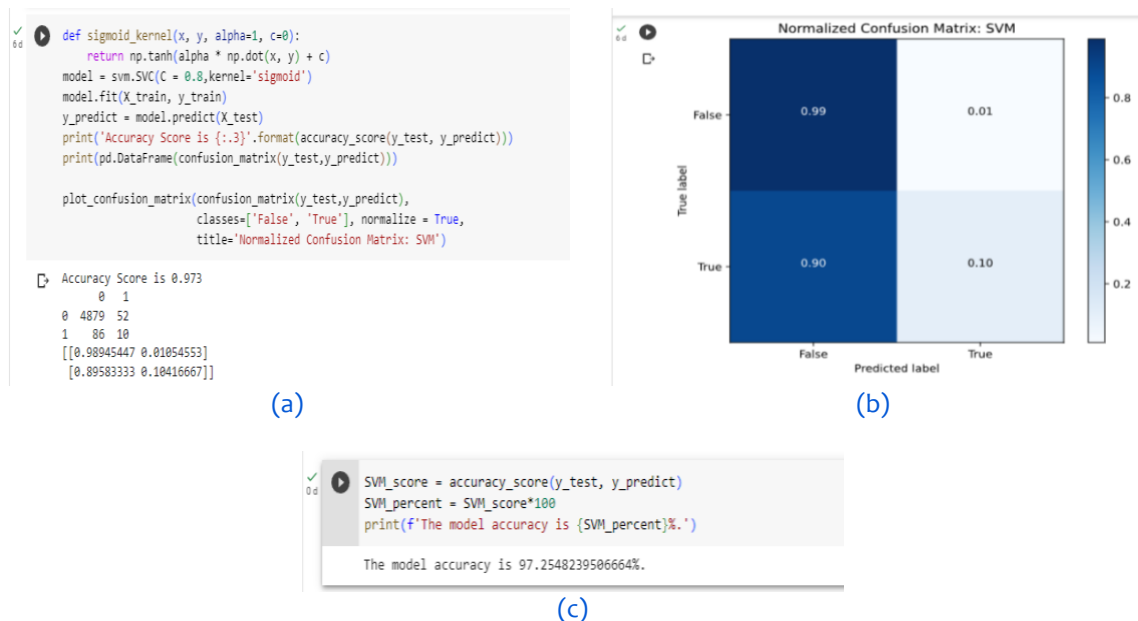 6d
def sigmoid_kernel(x, y, alpha=1, c=0):
return np.tanh(alpha * np.dot(x, y) + c)
model = svm.SVC(C = 0.8,kernel='sigmoid')
model.fit(X_train, y_train)
y_predict = model.predict(X_test)
print('Accuracy Score is {:.3}'.format(accuracy_score(y_test, y_predict)))
print(pd.DataFrame(confusion_matrix(y_test,y_predict)))
plot_confusion_matrix(confusion_matrix(y_test,y_predict),
classes=['False', 'True'], normalize = True,
title='Normalized Confusion Matrix: SVM')
Accuracy Score is 0.973
0 1
0 4879 52
1 86 10
[[0.98945447 0.01054553]
[0.89583333 0.10416667]]
(a)
6d
Normalized Confusion Matrix: SVM
False
0.99
0.01
True
0.90
0.10
True label
False
True
Predicted label
0.8
0.6
0.4
0.2
(b)
0d
SVM_score = accuracy_score(y_test, y_predict)
SVM_percent = SVM_score*100
print(f'The model accuracy is {SVM_percent}%.')
The model accuracy is 97.2548239506664%.
(c)